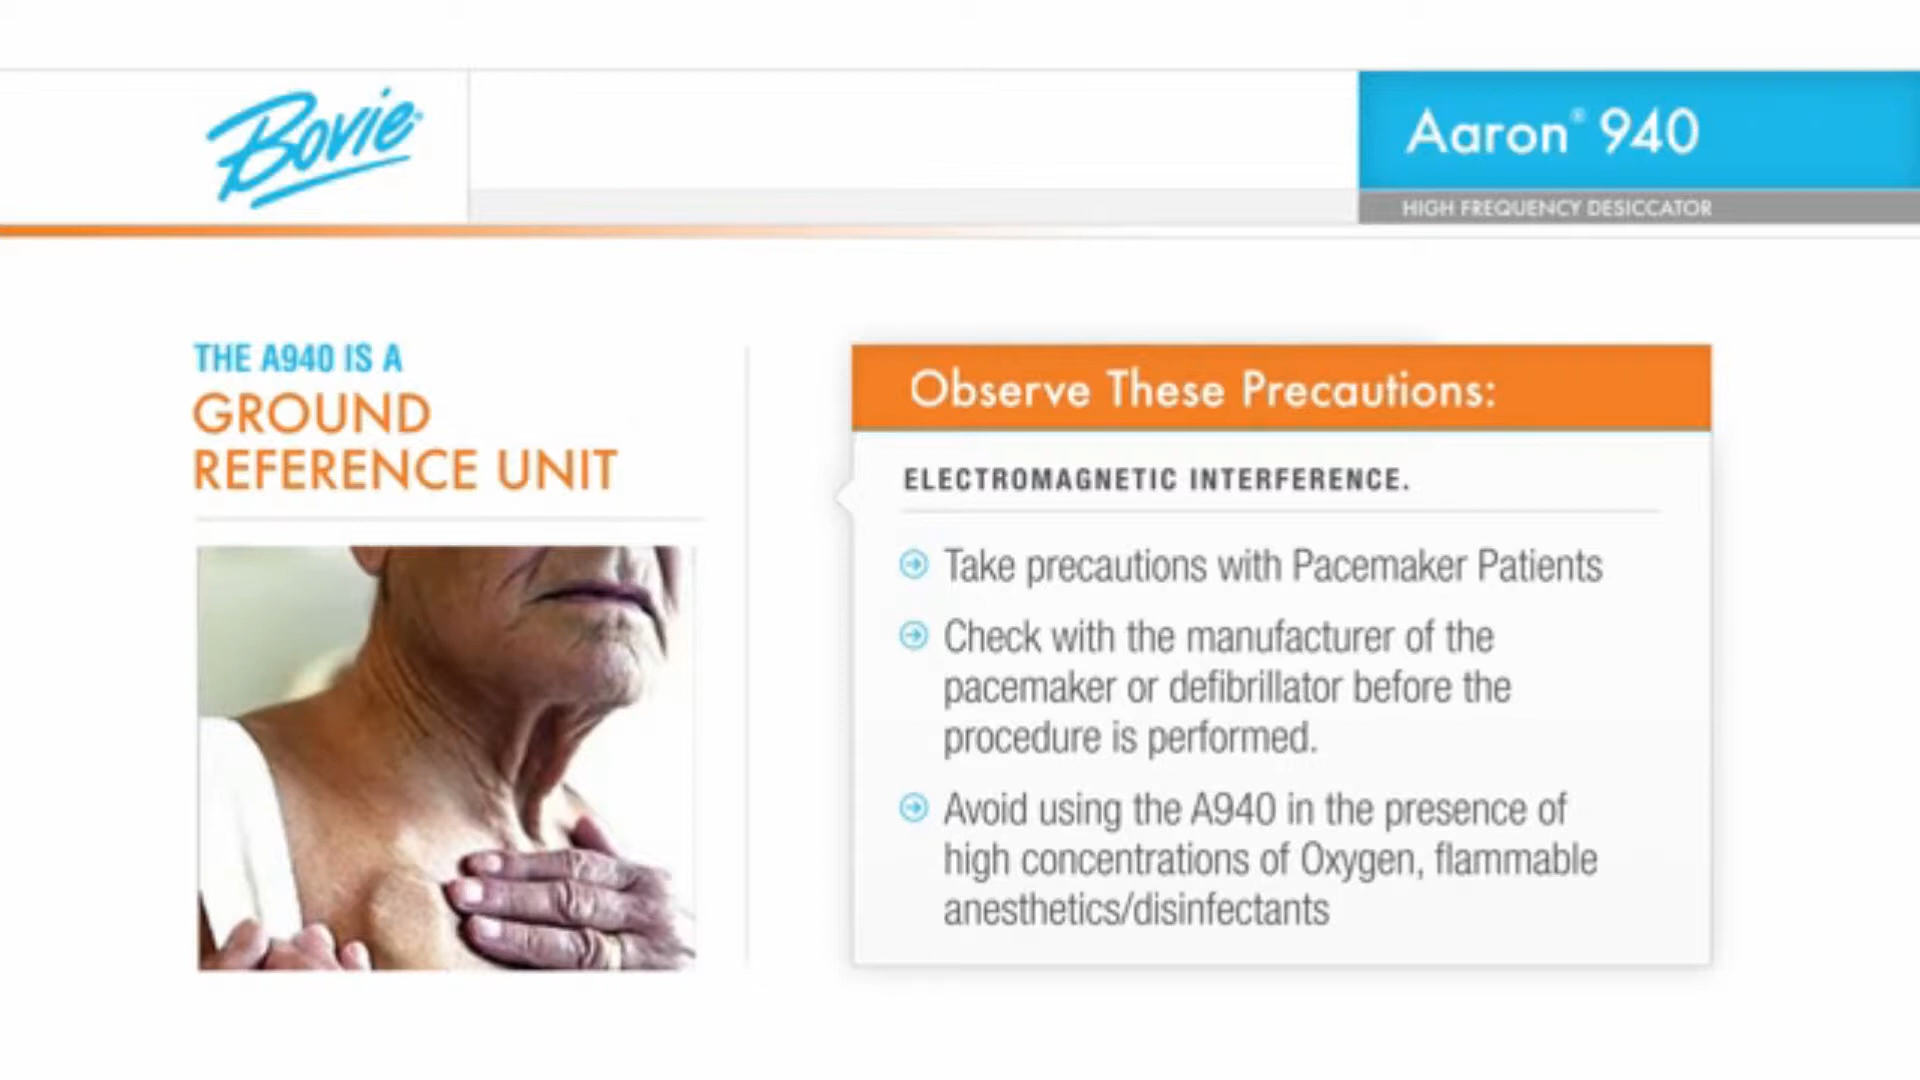 Bovie®
Aaron® 940
HIGH FREQUENCY DESICCATOR
THE A940 IS A
GROUND
REFERENCE UNIT
Observe These Precautions:
ELECTROMAGNETIC INTERFERENCE.
Take precautions with Pacemaker Patients
Check with the manufacturer of the
pacemaker or defibrillator before the
procedure is performed.
Avoid using the A940 in the presence of
high concentrations of Oxygen, flammable
anesthetics/disinfectants